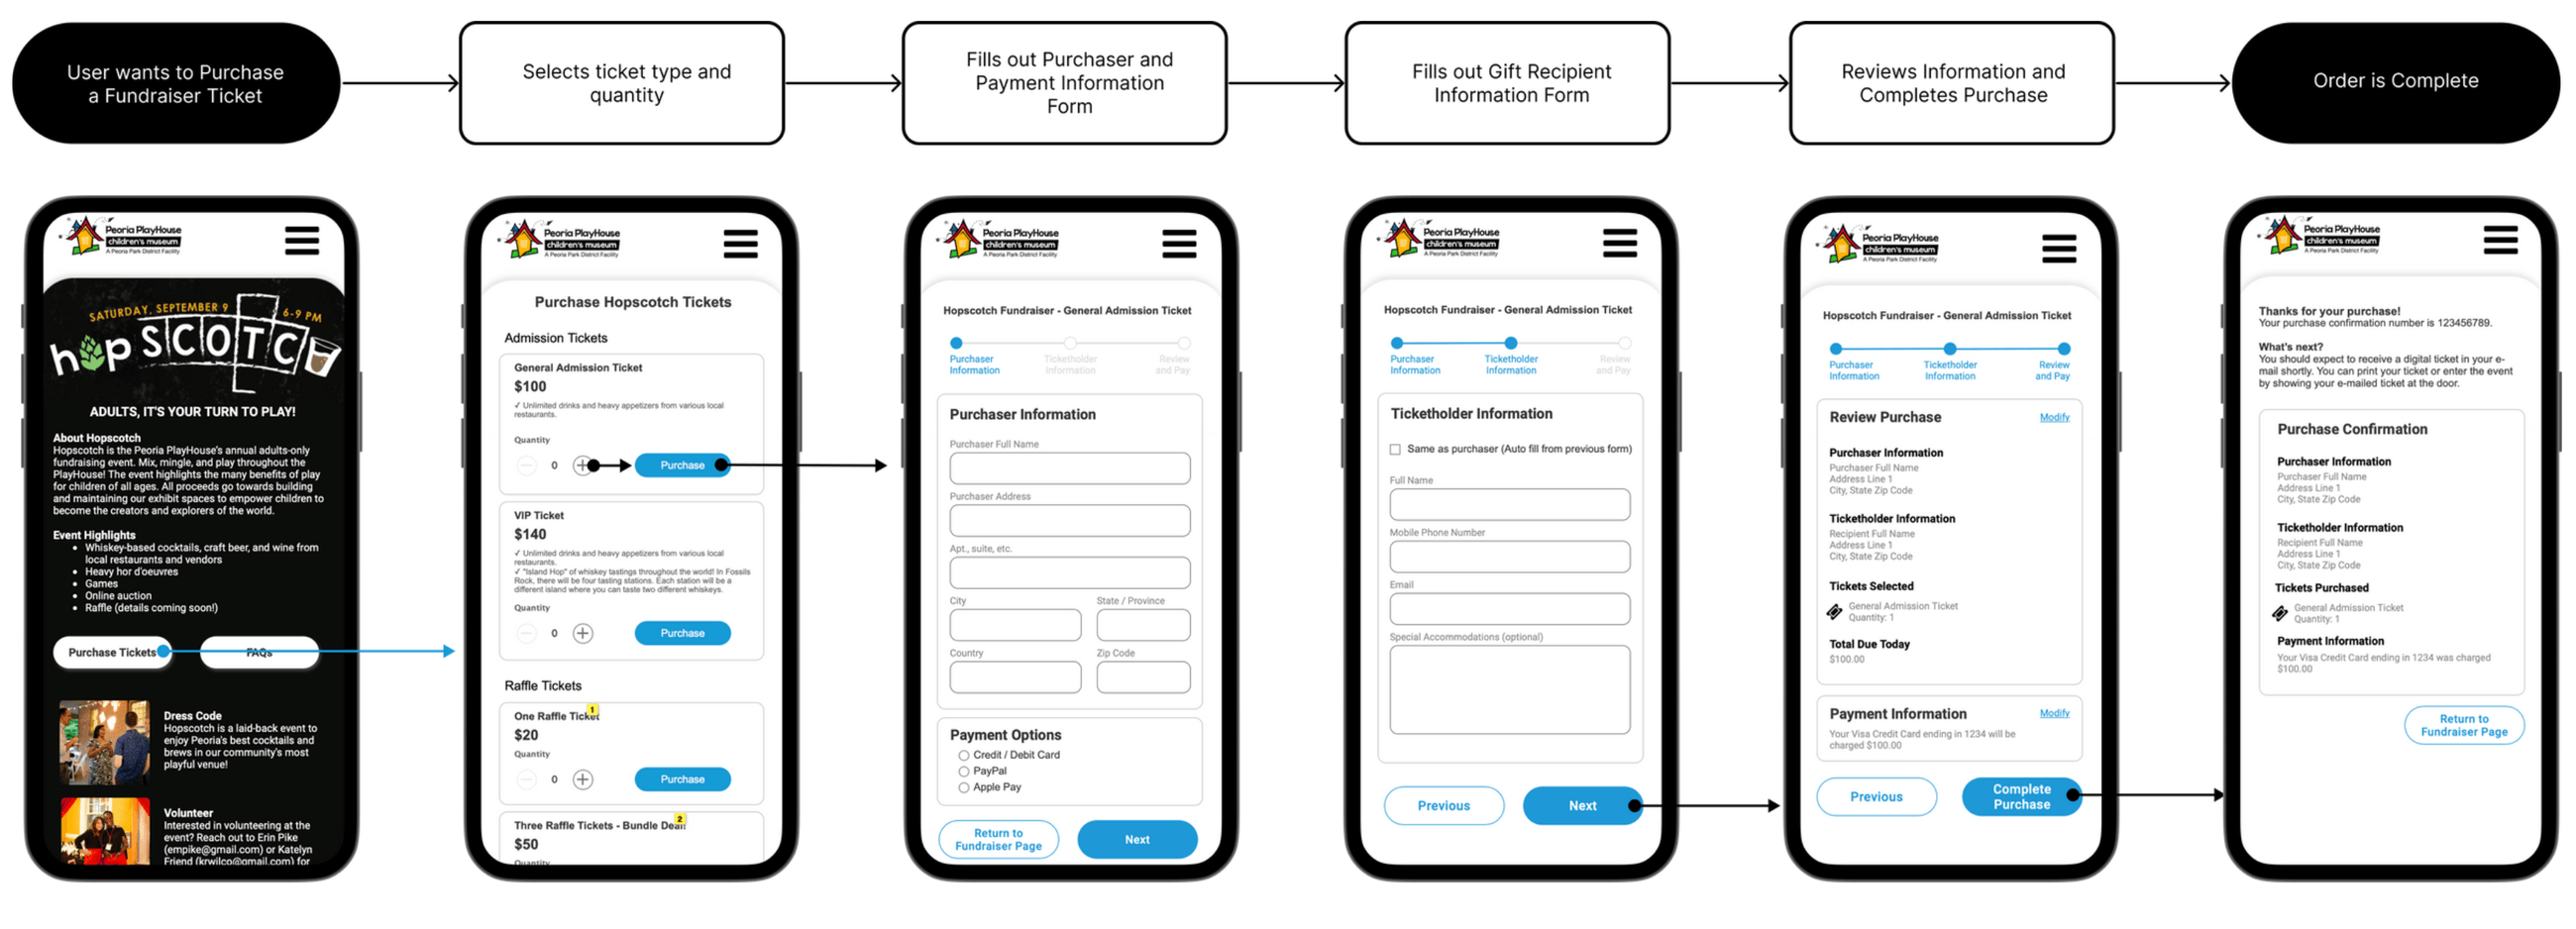 User wants to Purchase
a Fundraiser Ticket
Selects ticket type and
quantity
Fills out Purchaser and
Payment Information
Form
Fills out Gift Recipient
Information Form
Reviews Information and
Completes Purchase
Order is Complete
Peoria PlayHouse
children's museum
A Peoria Park District Facility
SATURDAY, SEPTEMBER 9
6-9 PM
hopSCOTCH
ADULTS, IT'S YOUR TURN TO PLAY!
About Hopscotch
Hopscotch is the Peoria PlayHouse's annual adults-only
fundraising event. Mix, mingle, and play throughout the
PlayHouse! The event highlights the many benefits of play
for children of all ages. All proceeds go towards building
and maintaining our exhibit spaces to empower children to
become the creators and explorers of the world.
Event Highlights
• Whiskey-based cocktails, craft beer, and wine from
local restaurants and vendors
• Heavy hor d'oeuvres
• Games
• Online auction
• Raffle (details coming soon!)
Purchase Tickets
FAQs
Dress Code
Hopscotch is a laid-back event to
enjoy Peoria's best cocktails and
brews in our community's most
playful venue!
Volunteer
Interested in volunteering at the
event? Reach out to Erin Pike
(empike@gmail.com) or Katelyn
Friend (krwilco@gmail.com) for
Peoria PlayHouse
children's museum
A Peoria Park District Facility
Purchase Hopscotch Tickets
Admission Tickets
General Admission Ticket
$100
✓ Unlimited drinks and heavy appetizers from various local
restaurants.
Quantity
0
Purchase
VIP Ticket
$140
✓ Unlimited drinks and heavy appetizers from various local
restaurants.
✓ "Island Hop" of whiskey tastings throughout the world! In Fossils
Rock, there will be four tasting stations. Each station will be a
different island where you can taste two different whiskeys.
Quantity
0
Purchase
Raffle Tickets
1
One Raffle Ticket
$20
Quantity
0
Purchase
2
Three Raffle Tickets - Bundle Deal!
$50
Quantity
Peoria PlayHouse
children's museum
A Peoria Park District Facility
Hopscotch Fundraiser - General Admission Ticket
Purchaser
Information
Ticketholder
Information
Review
and Pay
Purchaser Information
Purchaser Full Name
Purchaser Address
Apt., suite, etc.
City
State / Province
Country
Zip Code
Payment Options
Credit / Debit Card
PayPal
Apple Pay
Return to
Fundraiser Page
Next
Peoria PlayHouse
children's museum
A Peoria Park District Facility
Hopscotch Fundraiser - General Admission Ticket
Purchaser
Information
Ticketholder
Information
Review
and Pay
Ticketholder Information
Same as purchaser (Auto fill from previous form)
Full Name
Mobile Phone Number
Email
Special Accommodations (optional)
Previous
Next
Peoria PlayHouse
children's museum
A Peoria Park District Facility
Hopscotch Fundraiser - General Admission Ticket
Purchaser
Information
Ticketholder
Information
Review
and Pay
Review Purchase
Modify
Purchaser Information
Purchaser Full Name
Address Line 1
City, State Zip Code
Ticketholder Information
Recipient Full Name
Address Line 1
City, State Zip Code
Tickets Selected
General Admission Ticket
Quantity: 1
Total Due Today
$100.00
Payment Information
Modify
Your Visa Credit Card ending in 1234 will be
charged $100.00
Previous
Complete
Purchase
Peoria PlayHouse
children's museum
A Peoria Park District Facility
Thanks for your purchase!
Your purchase confirmation number is 123456789.
What's next?
You should expect to receive a digital ticket in your e-
mail shortly. You can print your ticket or enter the event
by showing your e-mailed ticket at the door.
Purchase Confirmation
Purchaser Information
Purchaser Full Name
Address Line 1
City, State Zip Code
Ticketholder Information
Recipient Full Name
Address Line 1
City, State Zip Code
Tickets Purchased
General Admission Ticket
Quantity: 1
Payment Information
Your Visa Credit Card ending in 1234 was charged
$100.00
Return to
Fundraiser Page